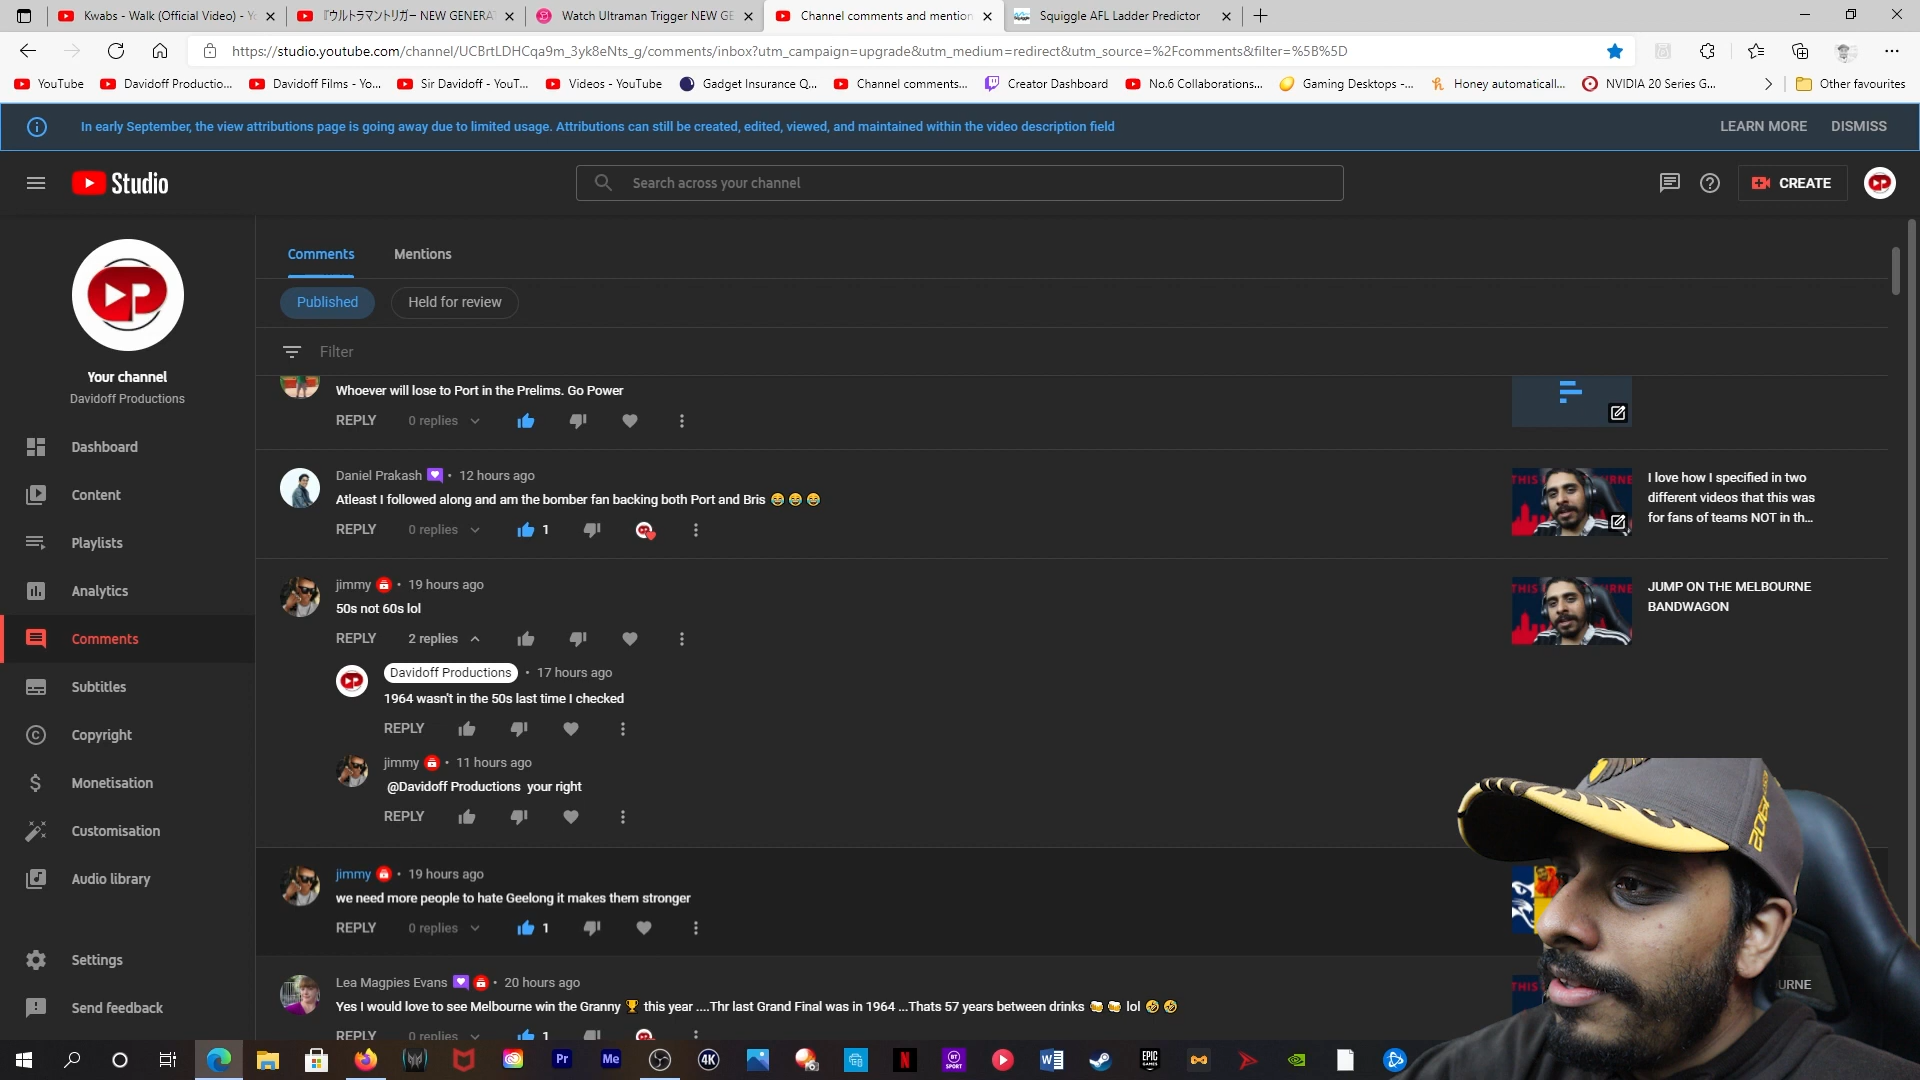 Kwabs - Walk (Official Video) - Yo
『ウルトラマントリガー NEW GENERA
Watch Ultraman Trigger NEW GE
Channel comments and mention
Squiggle AFL Ladder Predictor
https://studio.youtube.com/channel/UCBrtLDHCqa9m_3yk8eNts_g/comments/inbox?utm_campaign=upgrade&utm_medium=redirect&utm_source=%2Fcomments&filter=%5B%5D
YouTube
Davidoff Productio...
Davidoff Films - Yo...
Sir Davidoff - YouT...
Videos - YouTube
Gadget Insurance Q...
Channel comments...
Creator Dashboard
No.6 Collaborations...
Gaming Desktops -...
Honey automaticall...
NVIDIA 20 Series G...
Other favourites
In early September, the view attributions page is going away due to limited usage. Attributions can still be created, edited, viewed, and maintained within the video description field
LEARN MORE
DISMISS
Studio
Search across your channel
CREATE
Your channel
Davidoff Productions
Dashboard
Content
Playlists
Analytics
Comments
Subtitles
Copyright
Monetisation
Customisation
Audio library
Settings
Send feedback
Comments
Mentions
Published
Held for review
Filter
Whoever will lose to Port in the Prelims. Go Power
REPLY 0 replies
Daniel Prakash • 12 hours ago
Atleast I followed along and am the bomber fan backing both Port and Bris 😂 😂 😂
REPLY 0 replies 1
I love how I specified in two
different videos that this was
for fans of teams NOT in th...
jimmy • 19 hours ago
50s not 60s lol
REPLY 2 replies
JUMP ON THE MELBOURNE
BANDWAGON
Davidoff Productions • 17 hours ago
1964 wasn't in the 50s last time I checked
REPLY
jimmy • 11 hours ago
@Davidoff Productions your right
REPLY
jimmy • 19 hours ago
we need more people to hate Geelong it makes them stronger
REPLY 0 replies 1
Lea Magpies Evans • 20 hours ago
Yes I would love to see Melbourne win the Granny 🏆 this year ....Thr last Grand Final was in 1964 ...Thats 57 years between drinks 🍻 🍻 lol 🤣 🤣
REPLY 0 replies 1
URNE
Pr
Me
4K
N
BT
SPORT
EPIC
GAMES